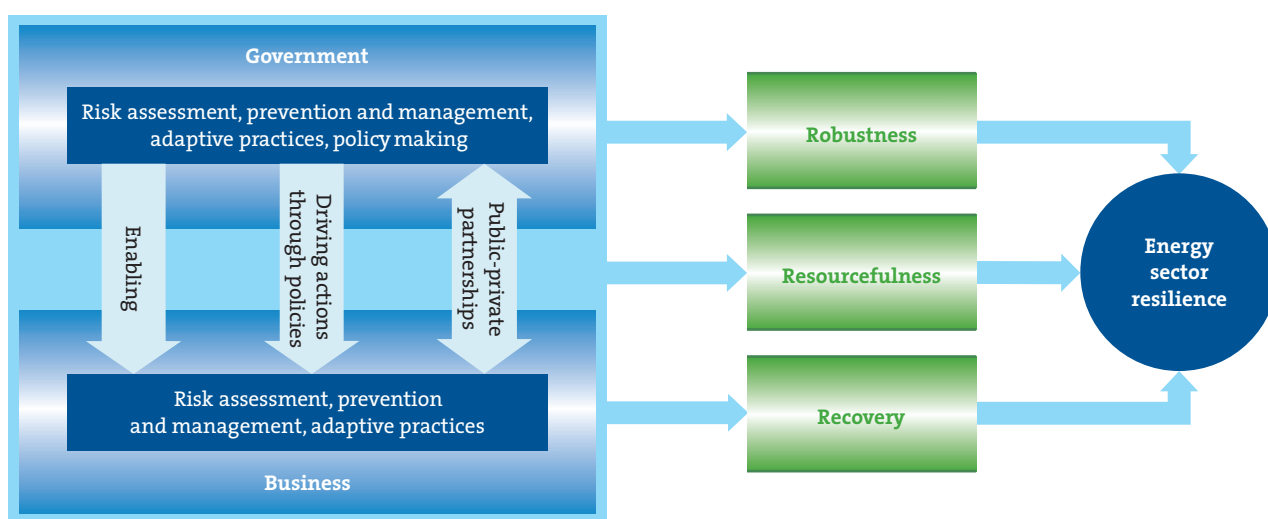 Government
Risk assessment, prevention and management,
adaptive practices, policy making
Enabling
Driving actions
through policies
Public-private
partnerships
Risk assessment, prevention
and management, adaptive practices
Business
Robustness
Resourcefulness
Recovery
Energy
sector
resilience